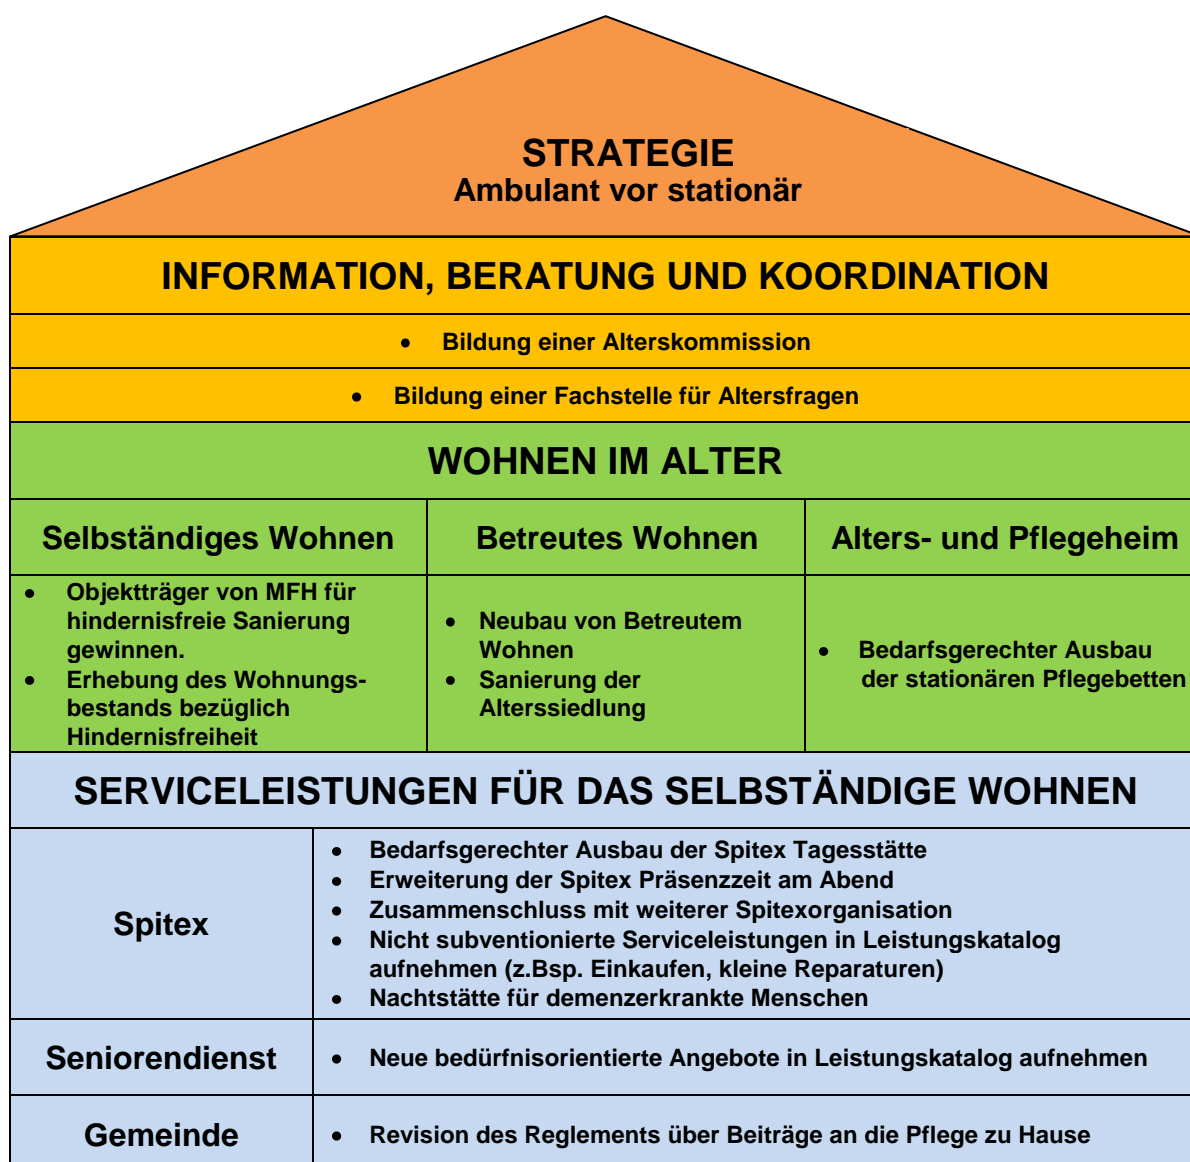 STRATEGIE
Ambulant vor stationär
INFORMATION, BERATUNG UND KOORDINATION
• Bildung einer Alterskommission
• Bildung einer Fachstelle für Altersfragen
WOHNEN IM ALTER
Selbständiges Wohnen
Betreutes Wohnen
Alters- und Pflegeheim
• Objektträger von MFH für
hindernisfreie Sanierung
gewinnen.
• Erhebung des Wohnungs-
bestands bezüglich
Hindernisfreiheit
• Neubau von Betreutem
Wohnen
• Sanierung der
Alterssiedlung
• Bedarfsgerechter Ausbau
der stationären Pflegebetten
SERVICELEISTUNGEN FÜR DAS SELBSTÄNDIGE WOHNEN
Spitex
• Bedarfsgerechter Ausbau der Spitex Tagesstätte
• Erweiterung der Spitex Präsenzzeit am Abend
• Zusammenschluss mit weiterer Spitexorganisation
• Nicht subventionierte Serviceleistungen in Leistungskatalog
aufnehmen (z.Bsp. Einkaufen, kleine Reparaturen)
• Nachtstätte für demenzerkrankte Menschen
Seniorendienst
• Neue bedürfnisorientierte Angebote in Leistungskatalog aufnehmen
Gemeinde
• Revision des Reglements über Beiträge an die Pflege zu Hause